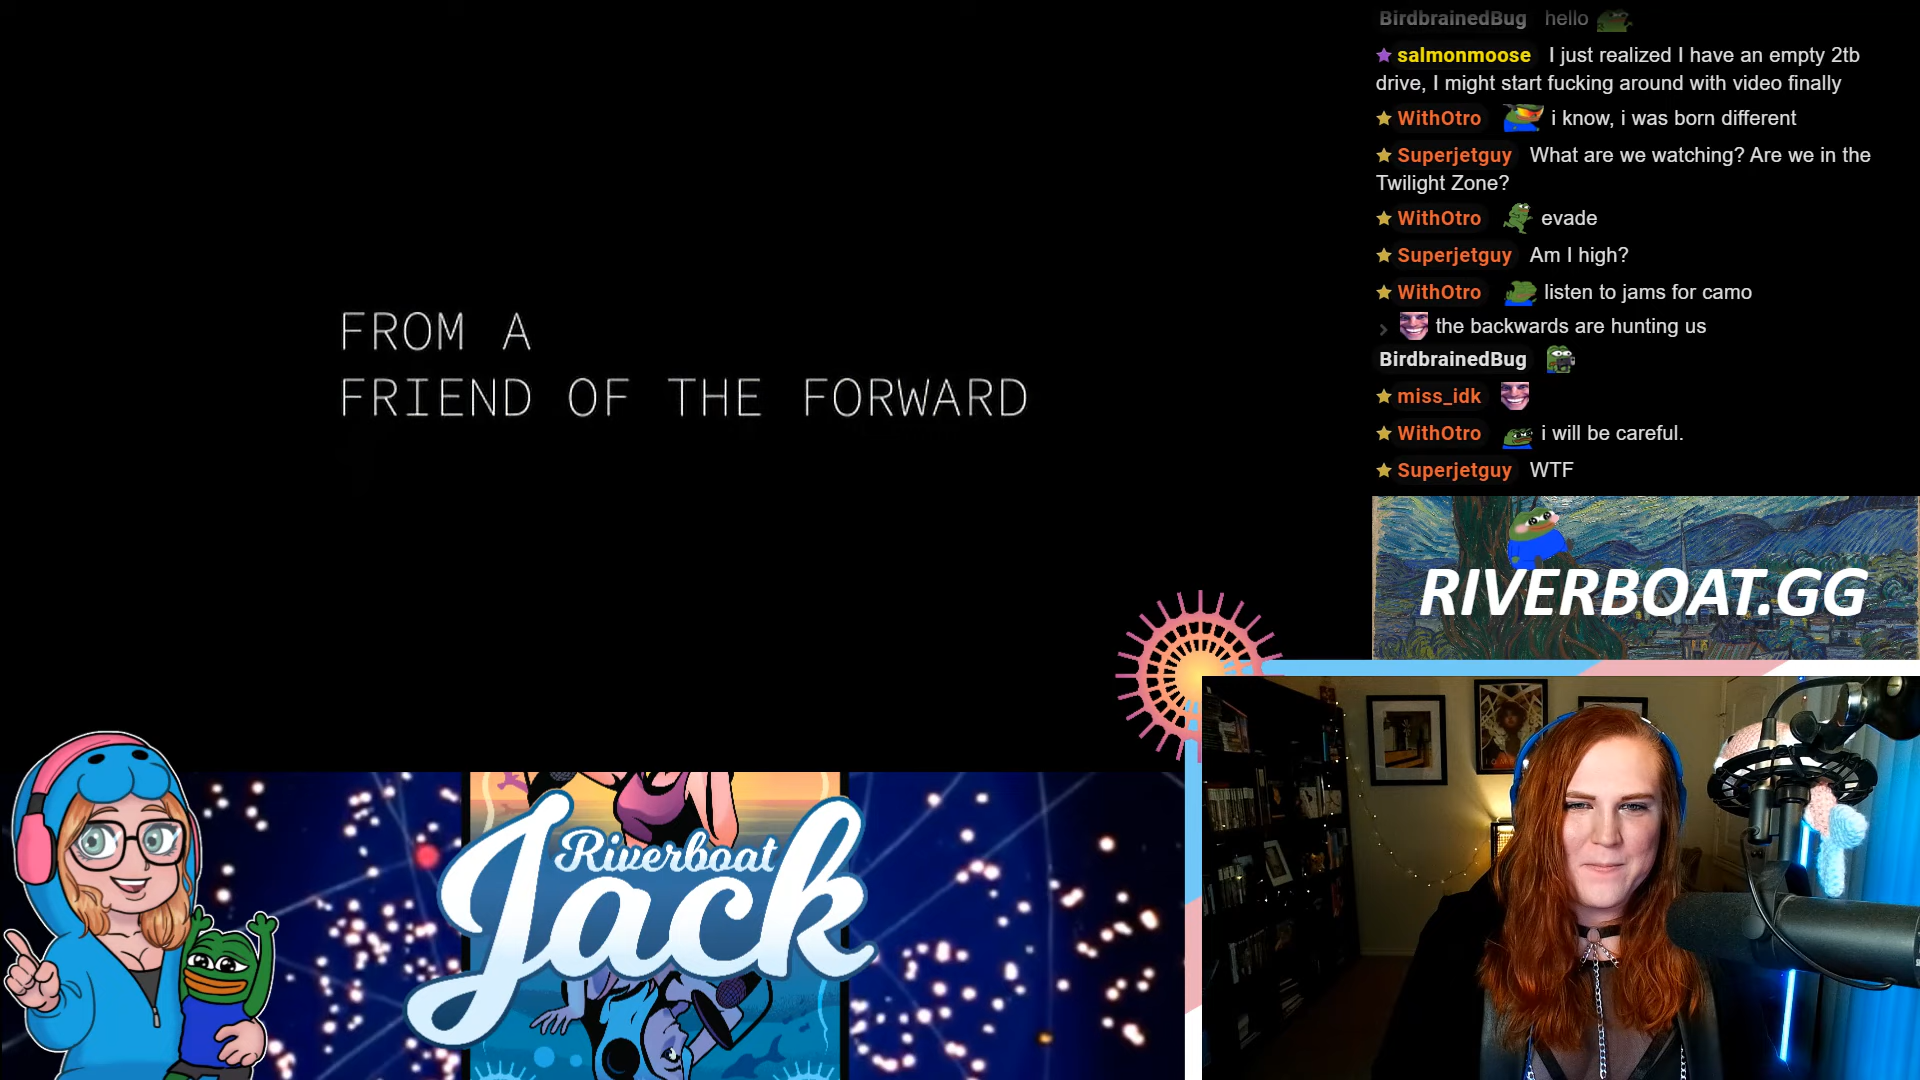 FROM A
FRIEND OF THE FORWARD
BirdbrainedBug hello
salmonmoose I just realized I have an empty 2tb
drive, I might start fucking around with video finally
WithOtro i know, i was born different
Superjetguy What are we watching? Are we in the
Twilight Zone?
WithOtro evade
Superjetguy Am I high?
WithOtro listen to jams for camo
> the backwards are hunting us
BirdbrainedBug
miss_idk
WithOtro i will be careful.
Superjetguy WTF
RIVERBOAT.GG
Riverboat
Jack